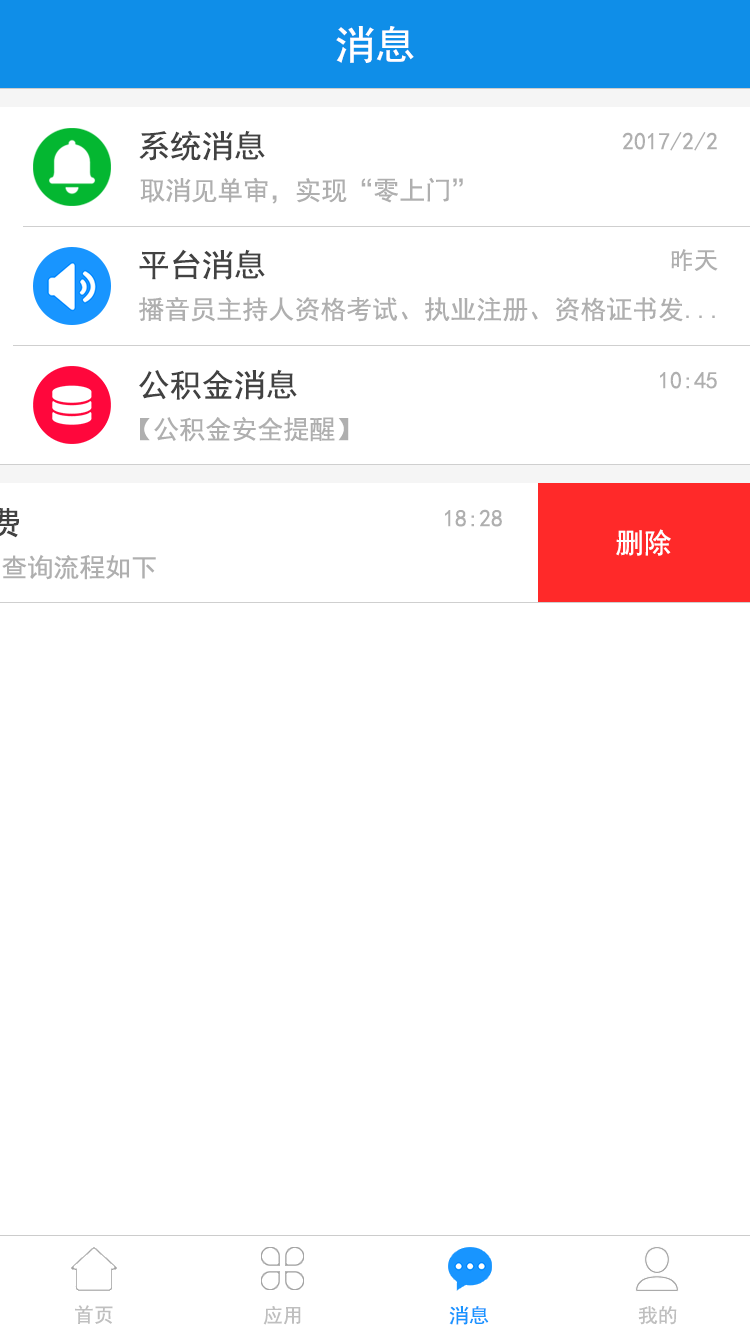 消息
系统消息
2017/2/2
取消见单审，实现“零上门”
平台消息
昨天
播音员主持人资格考试、执业注册、资格证书发...
公积金消息
10:45
【公积金安全提醒】
费
18:28
查询流程如下
删除
首页
应用
消息
我的